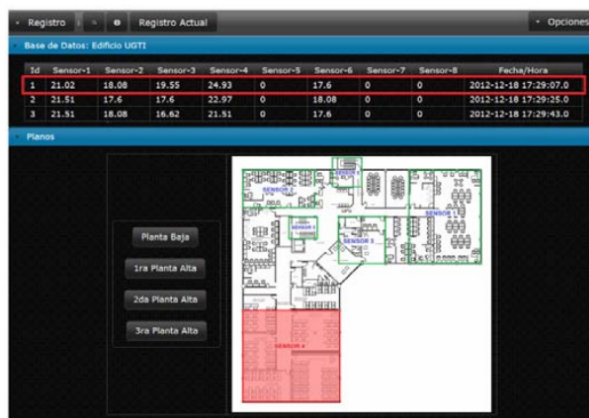 Registro Registro Actual Opciones
Base de Datos: Edificio UGTI
Id Sensor-1 Sensor-2 Sensor-3 Sensor-4 Sensor-5 Sensor-6 Sensor-7 Sensor-8 Fecha/Hora
1 21.02 18.08 19.55 24.93 0 17.6 0 0 2012-12-18 17:29:07.0
2 21.51 17.6 17.6 22.97 0 18.08 0 0 2012-12-18 17:29:25.0
3 21.51 18.08 16.62 21.51 0 17.6 0 0 2012-12-18 17:29:43.0
Planos
SENSOR 2
SENSOR 1
SENSOR 3
Planta Baja
1ra Planta Alta
2da Planta Alta
3ra Planta Alta
SENSOR 4